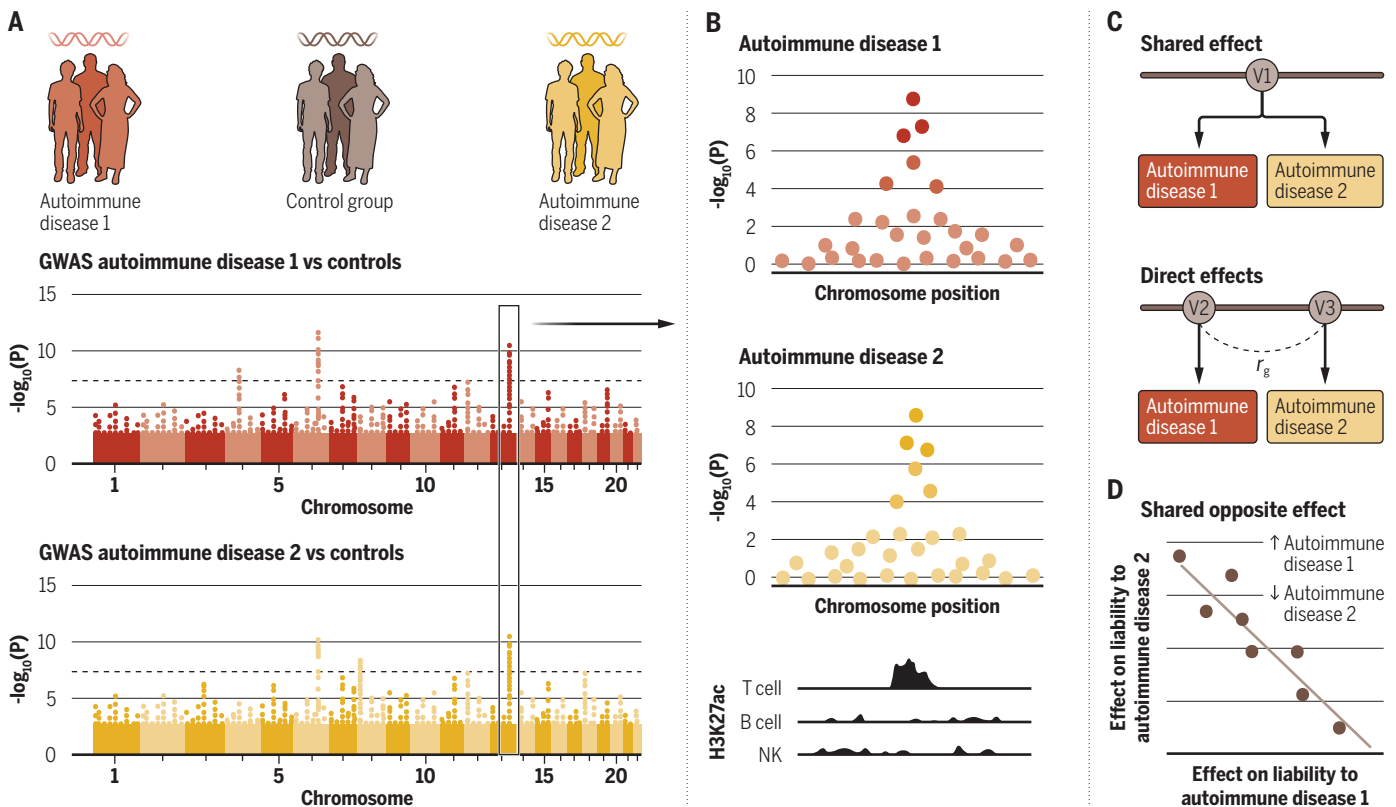 A
Autoimmune
disease 1
Control group
Autoimmune
disease 2
GWAS autoimmune disease 1 vs controls
15
10
5
0
-log10(P)
1
5
10
15
20
Chromosome
GWAS autoimmune disease 2 vs controls
15
10
5
0
-log10(P)
1
5
10
15
20
Chromosome
B
Autoimmune disease 1
10
8
6
4
2
0
-log10(P)
Chromosome position
Autoimmune disease 2
10
8
6
4
2
0
-log10(P)
Chromosome position
H3K27ac
T cell
B cell
NK
C
Shared effect
V1
Autoimmune
disease 1
Autoimmune
disease 2
Direct effects
V2
V3
rg
Autoimmune
disease 1
Autoimmune
disease 2
D
Shared opposite effect
↑ Autoimmune
disease 1
↓ Autoimmune
disease 2
Effect on liability to
autoimmune disease 2
Effect on liability to
autoimmune disease 1